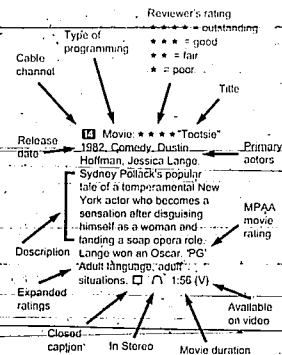 Reviewer's rating
★ ★ ★ ★ = outstanding
★ ★ ★ = good
★ ★ = fair
★ = poor
Type of
programming
Cable
channel
Title
14 Movie: ★ ★ ★ ★ "Tootsie"
1982, Comedy, Dustin
Hoffman, Jessica Lange.
Sydney Pollack's popular
tale of a temperamental New
York actor who becomes a
sensation after disguising
himself as a woman and
landing a soap opera role.
Lange won an Oscar. 'PG'
Adult language, adult
situations. 1:56 (V)
Release
date
Primary
actors
MPAA
movie
rating
Description
Expanded
ratings
Closed
caption
In Stereo
Movie duration
Available
on video